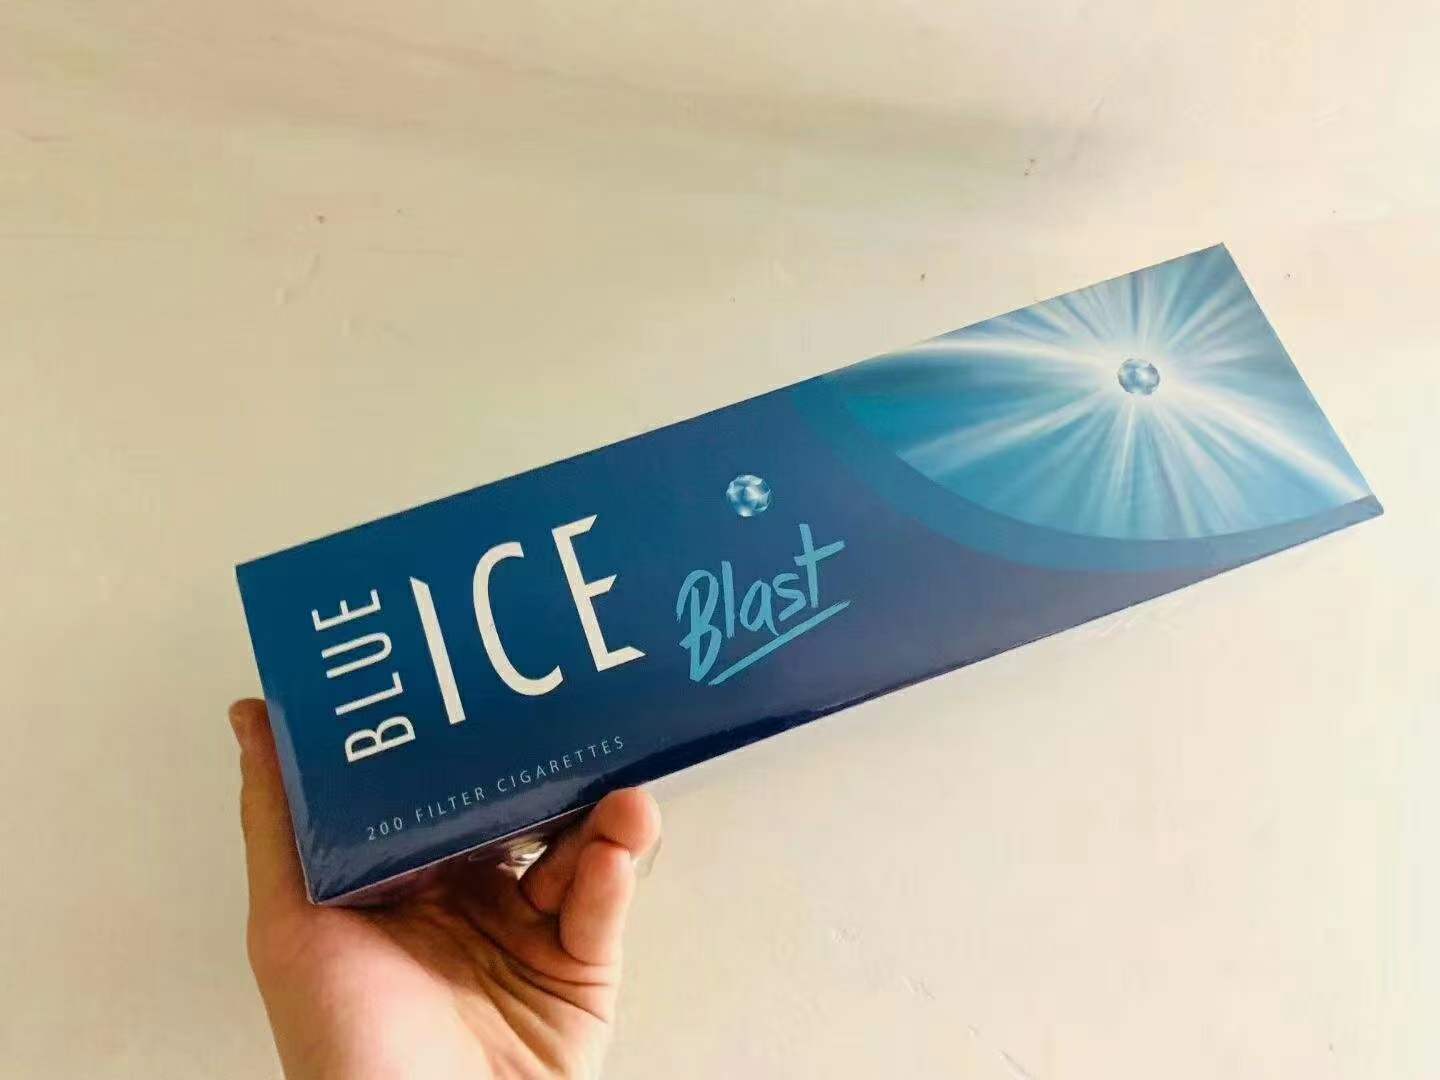 BLUE
ICE
Blast
200 FILTER CIGARETTES